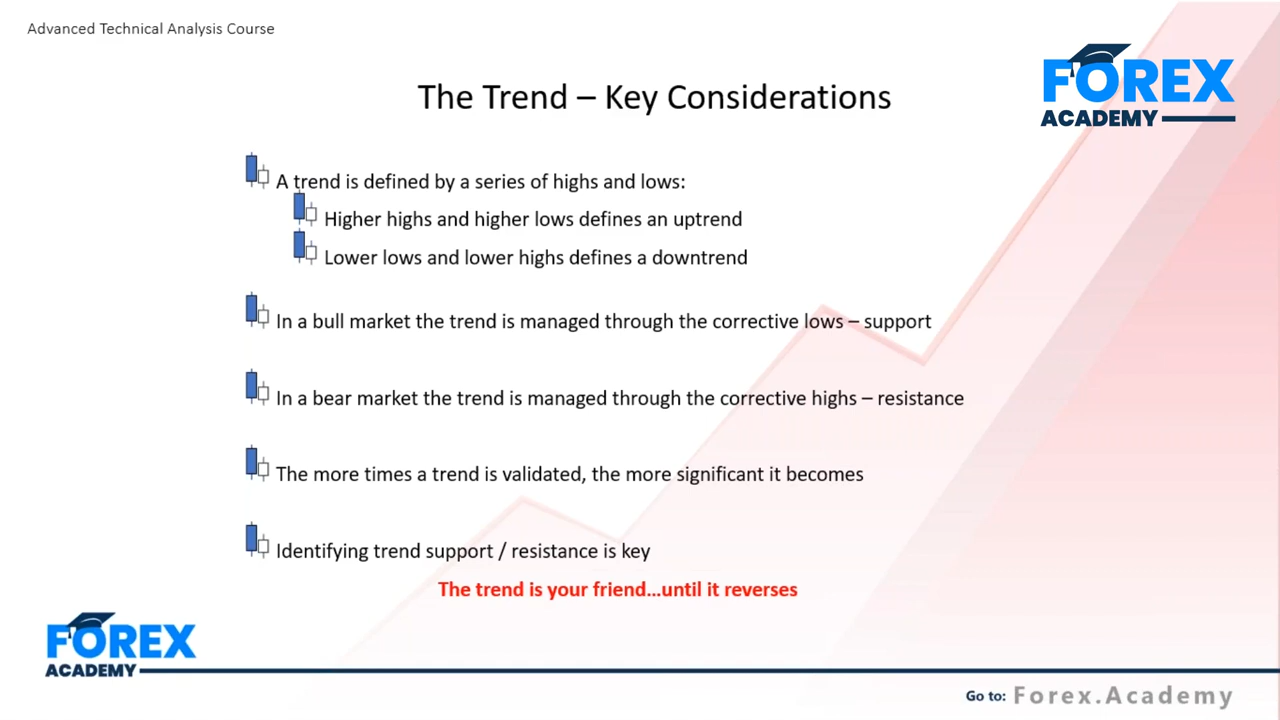 Advanced Technical Analysis Course
FOREX
ACADEMY
The Trend – Key Considerations
A trend is defined by a series of highs and lows:
Higher highs and higher lows defines an uptrend
Lower lows and lower highs defines a downtrend
In a bull market the trend is managed through the corrective lows – support
In a bear market the trend is managed through the corrective highs – resistance
The more times a trend is validated, the more significant it becomes
Identifying trend support / resistance is key
The trend is your friend...until it reverses
FOREX
ACADEMY
Go to: Forex.Academy